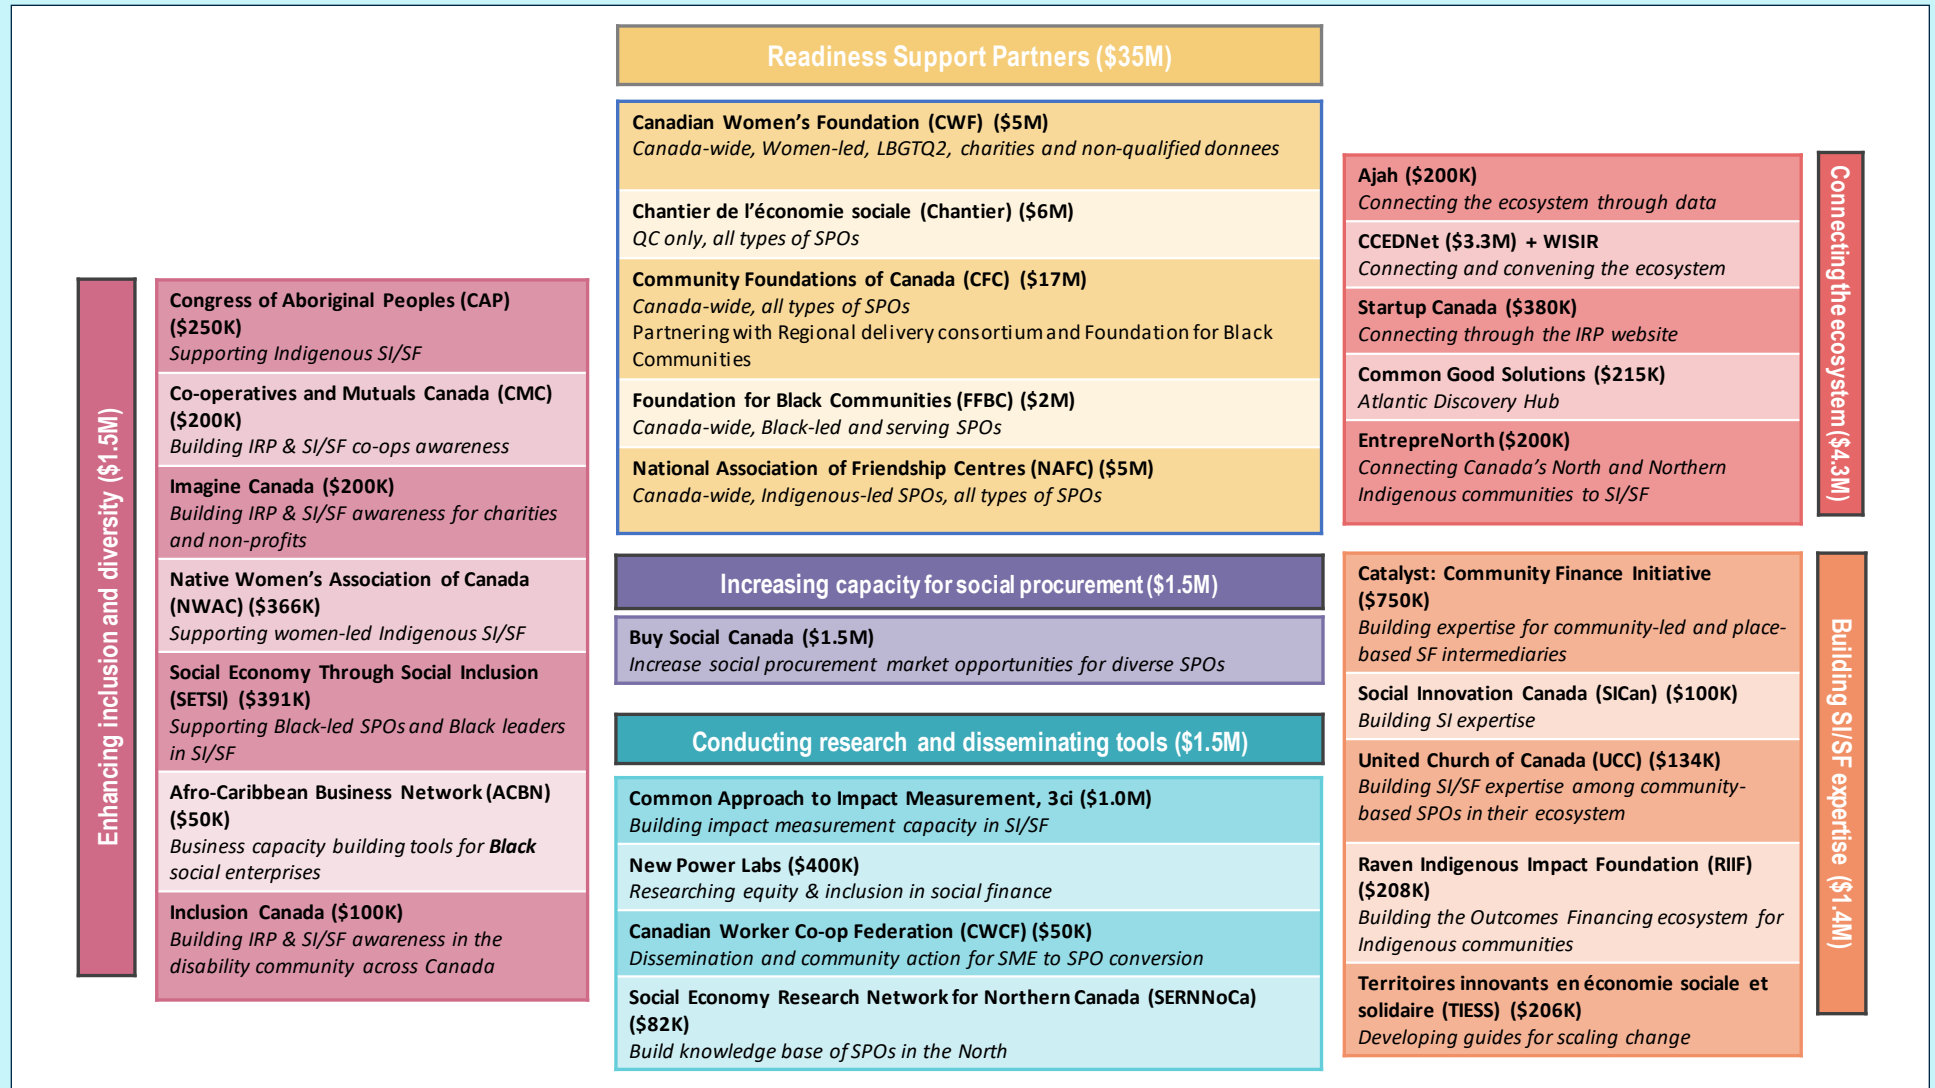 Enhancing inclusion and diversity ($1.5M)
Congress of Aboriginal Peoples (CAP)
($250K)
Supporting Indigenous SI/SF
Co-operatives and Mutuals Canada (CMC)
($200K)
Building IRP & SI/SF co-ops awareness
Imagine Canada ($200K)
Building IRP & SI/SF awareness for charities
and non-profits
Native Women’s Association of Canada
(NWAC) ($366K)
Supporting women-led Indigenous SI/SF
Social Economy Through Social Inclusion
(SETSI) ($391K)
Supporting Black-led SPOs and Black leaders
in SI/SF
Afro-Caribbean Business Network (ACBN)
($50K)
Business capacity building tools for Black
social enterprises
Inclusion Canada ($100K)
Building IRP & SI/SF awareness in the
disability community across Canada
Readiness Support Partners ($35M)
Canadian Women’s Foundation (CWF) ($5M)
Canada-wide, Women-led, LBGTQ2, charities and non-qualified donnees
Chantier de l’économie sociale (Chantier) ($6M)
QC only, all types of SPOs
Community Foundations of Canada (CFC) ($17M)
Canada-wide, all types of SPOs
Partnering with Regional delivery consortium and Foundation for Black
Communities
Foundation for Black Communities (FFBC) ($2M)
Canada-wide, Black-led and serving SPOs
National Association of Friendship Centres (NAFC) ($5M)
Canada-wide, Indigenous-led SPOs, all types of SPOs
Increasing capacity for social procurement ($1.5M)
Buy Social Canada ($1.5M)
Increase social procurement market opportunities for diverse SPOs
Conducting research and disseminating tools ($1.5M)
Common Approach to Impact Measurement, 3ci ($1.0M)
Building impact measurement capacity in SI/SF
New Power Labs ($400K)
Researching equity & inclusion in social finance
Canadian Worker Co-op Federation (CWCF) ($50K)
Dissemination and community action for SME to SPO conversion
Social Economy Research Network for Northern Canada (SERNNoCa)
($82K)
Build knowledge base of SPOs in the North
Ajah ($200K)
Connecting the ecosystem through data
CCEDNet ($3.3M) + WISIR
Connecting and convening the ecosystem
Startup Canada ($380K)
Connecting through the IRP website
Common Good Solutions ($215K)
Atlantic Discovery Hub
EntrepreNorth ($200K)
Connecting Canada’s North and Northern
Indigenous communities to SI/SF
Connecting the ecosystem ($4.3M)
Catalyst: Community Finance Initiative
($750K)
Building expertise for community-led and place-
based SF intermediaries
Social Innovation Canada (SICan) ($100K)
Building SI expertise
United Church of Canada (UCC) ($134K)
Building SI/SF expertise among community-
based SPOs in their ecosystem
Raven Indigenous Impact Foundation (RIIF)
($208K)
Building the Outcomes Financing ecosystem for
Indigenous communities
Territoires innovants en économie sociale et
solidaire (TIESS) ($206K)
Developing guides for scaling change
Building SI/SF expertise ($1.4M)